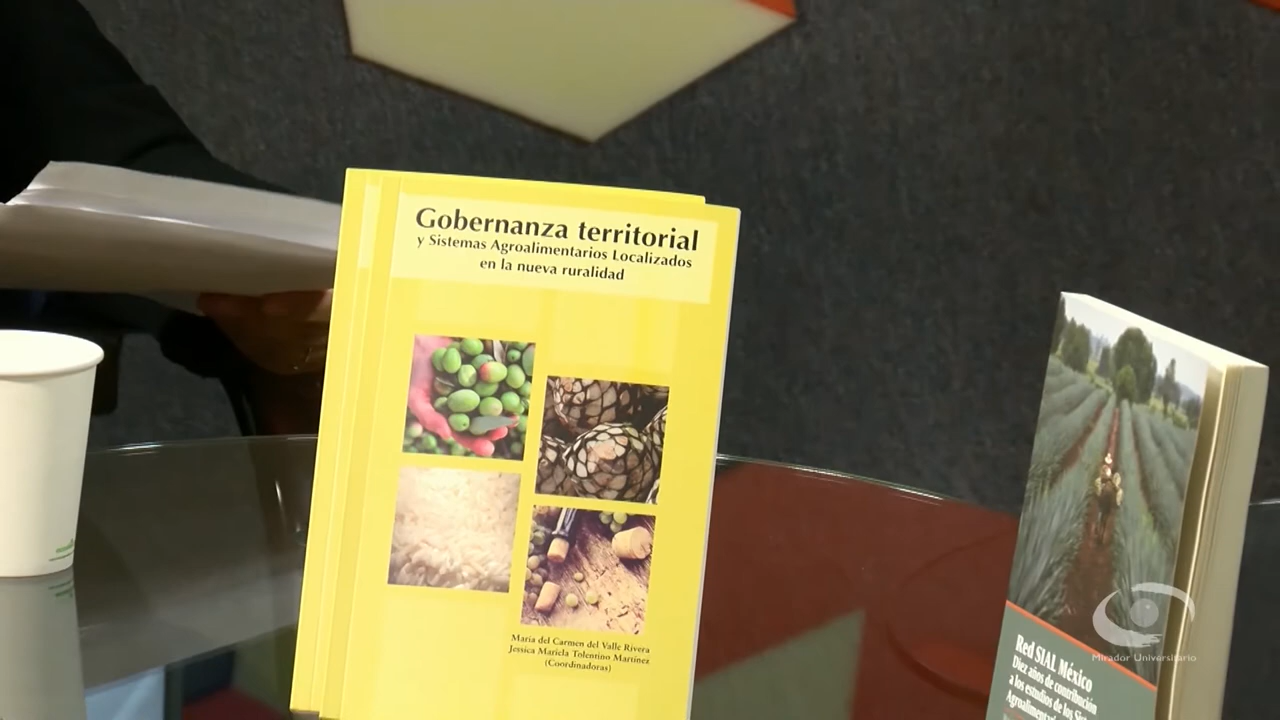 Gobernanza territorial
y Sistemas Agroalimentarios Localizados
en la nueva ruralidad
María del Carmen del Valle Rivera
Jessica Mariela Tolentino Martínez
(Coordinadoras)
Red SIAL México
Diez años de contribución
a los estudios de los
Mirador Universitario